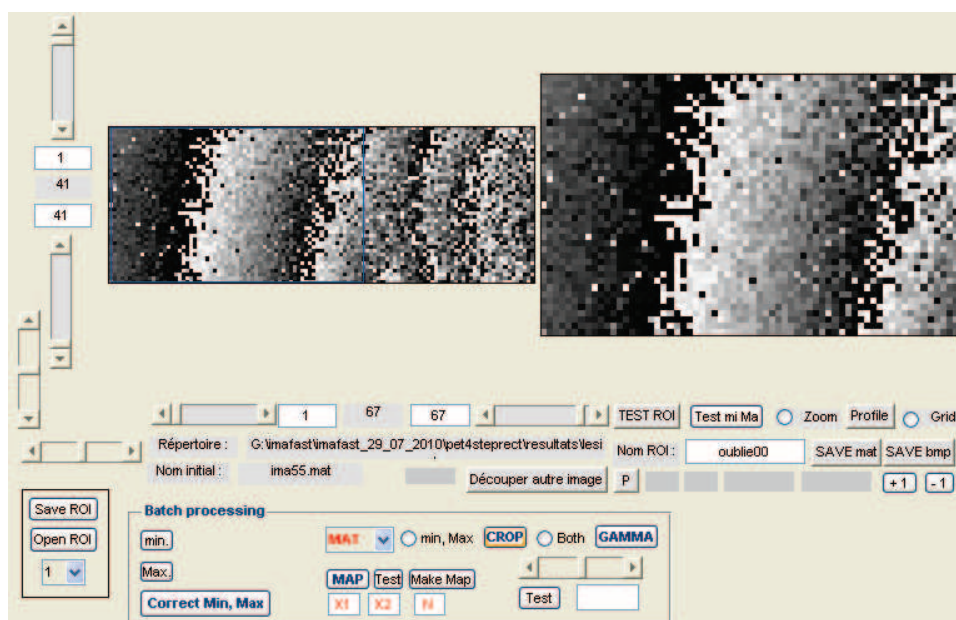 1
41
41
1 67 67 TEST ROI Test mi Ma Zoom Profile Grid
Répertoire : G:\imafast\imafast_29_07_2010\pet4steprect\resultats\lesi Nom ROI : oublie00 SAVE mat SAVE bmp
Nom initial : ima55.mat Découper autre image P +1 -1
Save ROI
Open ROI
1
Batch processing
min. MAT min, Max CROP Both GAMMA
Max. MAP Test Make Map
Correct Min, Max X1 X2 N Test